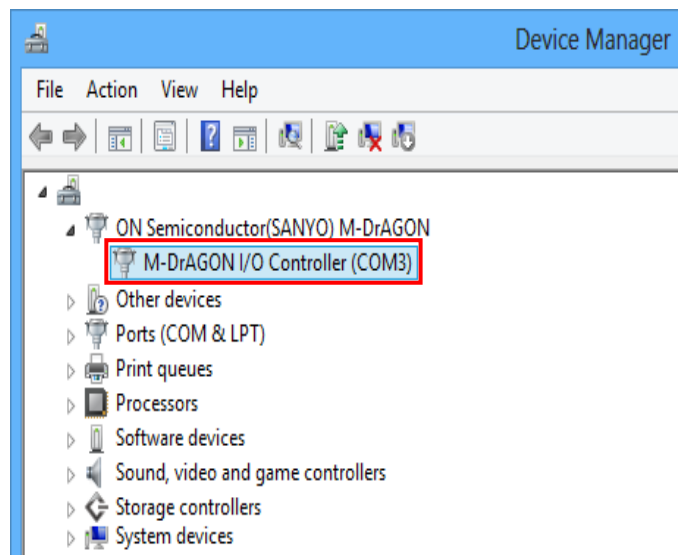 Device Manager
File Action View Help
ON Semiconductor(SANYO) M-DrAGON
M-DrAGON I/O Controller (COM3)
Other devices
Ports (COM & LPT)
Print queues
Processors
Software devices
Sound, video and game controllers
Storage controllers
System devices